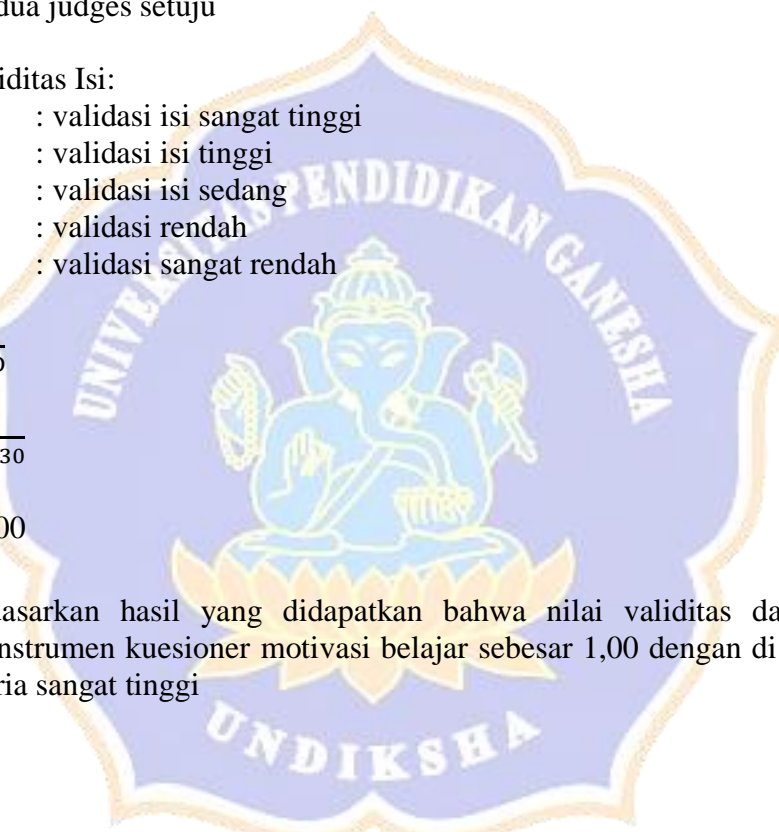 dua judges setuju
iditas Isi:
: validasi isi sangat tinggi
: validasi isi tinggi
: validasi isi sedang
: validasi rendah
: validasi sangat rendah
30
00
dasarkan hasil yang didapatkan bahwa nilai validitas da
nstrumen kuesioner motivasi belajar sebesar 1,00 dengan di
ria sangat tinggi
UNIVERSITAS PENDIDIKAN GANESHA
UNDIKSHA